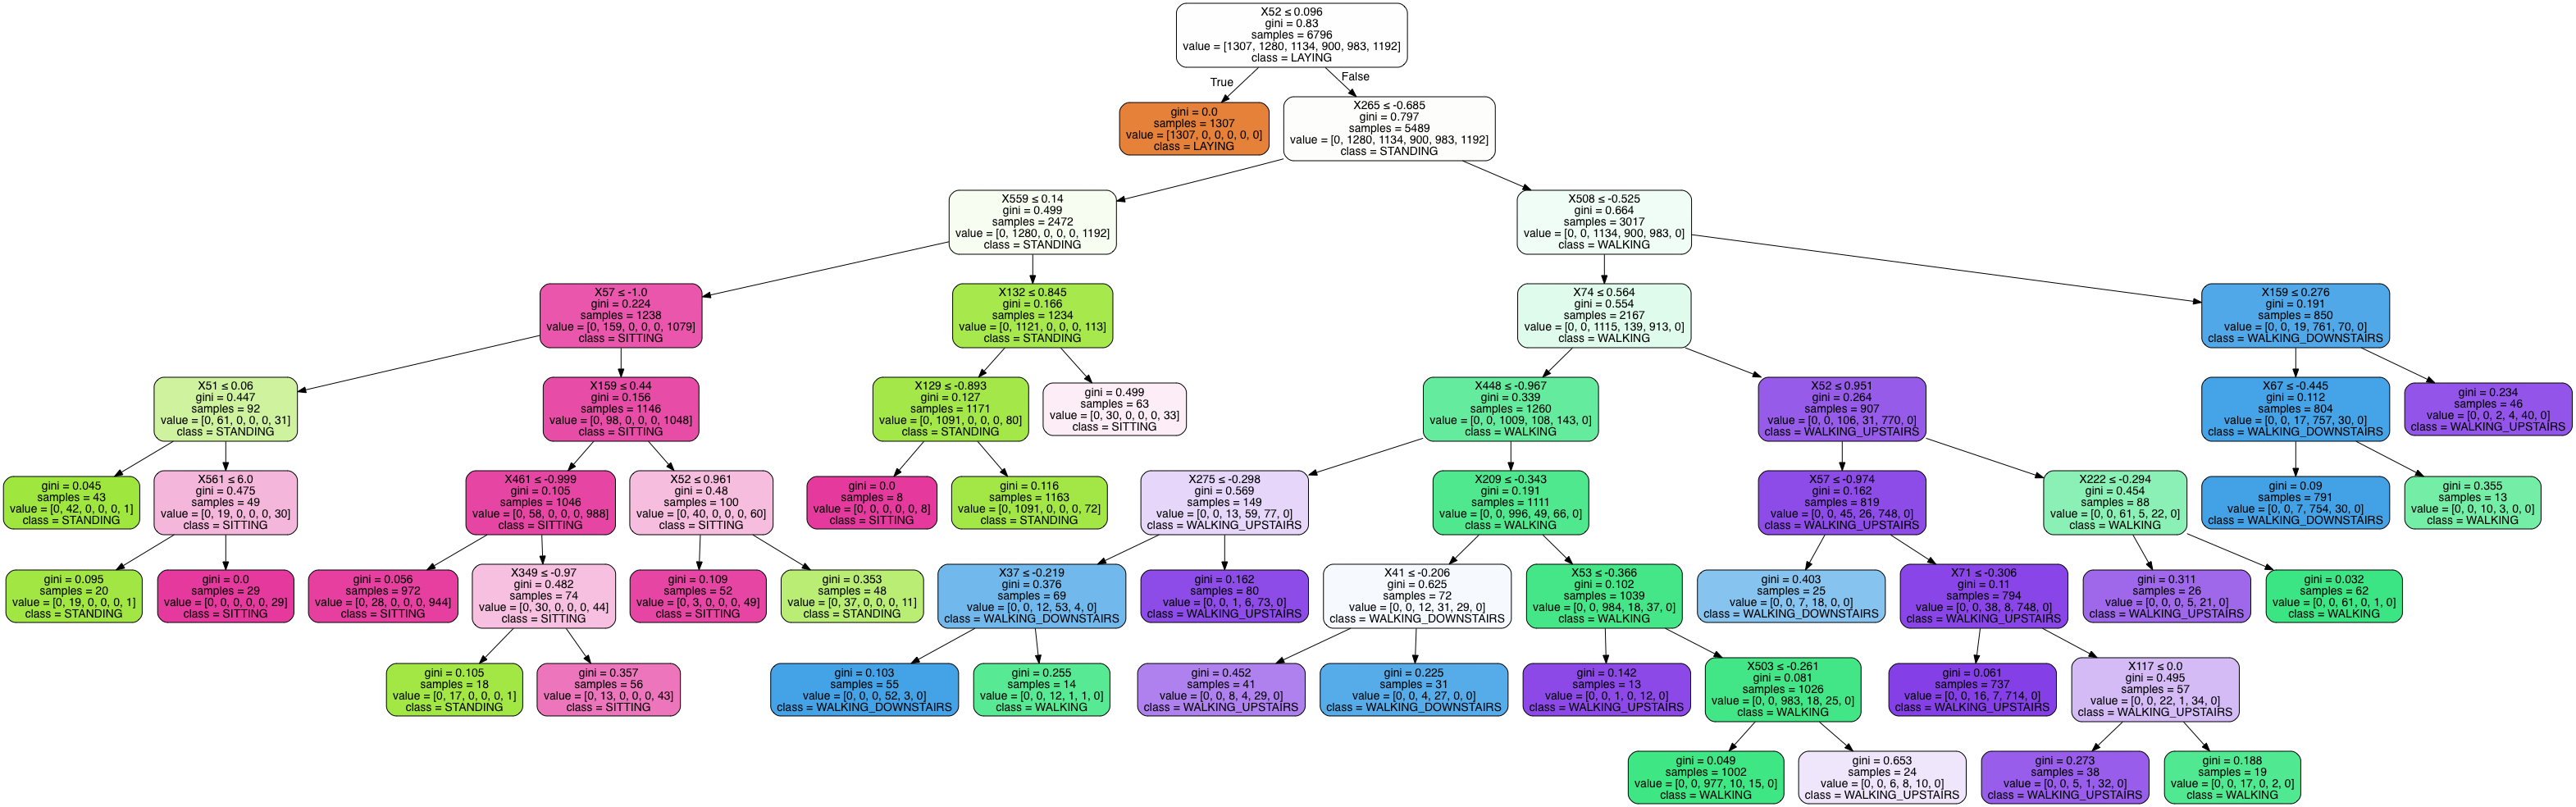 X52 ≤ 0.096
gini = 0.83
samples = 6796
value = [1307, 1280, 1134, 900, 983, 1192]
class = LAYING
True
False
gini = 0.0
samples = 1307
value = [1307, 0, 0, 0, 0, 0]
class = LAYING
X265 ≤ -0.685
gini = 0.797
samples = 5489
value = [0, 1280, 1134, 900, 983, 1192]
class = STANDING
X559 ≤ 0.14
gini = 0.499
samples = 2472
value = [0, 1280, 0, 0, 0, 1192]
class = STANDING
X508 ≤ -0.525
gini = 0.664
samples = 3017
value = [0, 0, 1134, 900, 983, 0]
class = WALKING
X57 ≤ -1.0
gini = 0.224
samples = 1238
value = [0, 159, 0, 0, 0, 1079]
class = SITTING
X132 ≤ 0.845
gini = 0.166
samples = 1234
value = [0, 1121, 0, 0, 0, 113]
class = STANDING
X74 ≤ 0.564
gini = 0.554
samples = 2167
value = [0, 0, 1115, 139, 913, 0]
class = WALKING
X159 ≤ 0.276
gini = 0.191
samples = 850
value = [0, 0, 19, 761, 70, 0]
class = WALKING_DOWNSTAIRS
X51 ≤ 0.06
gini = 0.447
samples = 92
value = [0, 61, 0, 0, 0, 31]
class = STANDING
X159 ≤ 0.44
gini = 0.156
samples = 1146
value = [0, 98, 0, 0, 0, 1048]
class = SITTING
X129 ≤ -0.893
gini = 0.127
samples = 1171
value = [0, 1091, 0, 0, 0, 80]
class = STANDING
gini = 0.499
samples = 63
value = [0, 30, 0, 0, 0, 33]
class = SITTING
X448 ≤ -0.967
gini = 0.339
samples = 1260
value = [0, 0, 1009, 108, 143, 0]
class = WALKING
X52 ≤ 0.951
gini = 0.264
samples = 907
value = [0, 0, 106, 31, 770, 0]
class = WALKING_UPSTAIRS
X67 ≤ -0.445
gini = 0.112
samples = 804
value = [0, 0, 17, 757, 30, 0]
class = WALKING_DOWNSTAIRS
gini = 0.234
samples = 46
value = [0, 0, 2, 4, 40, 0]
class = WALKING_UPSTAIRS
gini = 0.045
samples = 43
value = [0, 42, 0, 0, 0, 1]
class = STANDING
X561 ≤ 6.0
gini = 0.475
samples = 49
value = [0, 19, 0, 0, 0, 30]
class = SITTING
X461 ≤ -0.999
gini = 0.105
samples = 1046
value = [0, 58, 0, 0, 0, 988]
class = SITTING
X52 ≤ 0.961
gini = 0.48
samples = 100
value = [0, 40, 0, 0, 0, 60]
class = SITTING
gini = 0.0
samples = 8
value = [0, 0, 0, 0, 0, 8]
class = SITTING
gini = 0.116
samples = 1163
value = [0, 1091, 0, 0, 0, 72]
class = STANDING
X275 ≤ -0.298
gini = 0.569
samples = 149
value = [0, 0, 13, 59, 77, 0]
class = WALKING_UPSTAIRS
X209 ≤ -0.343
gini = 0.191
samples = 1111
value = [0, 0, 996, 49, 66, 0]
class = WALKING
X57 ≤ -0.974
gini = 0.162
samples = 819
value = [0, 0, 45, 26, 748, 0]
class = WALKING_UPSTAIRS
X222 ≤ -0.294
gini = 0.454
samples = 88
value = [0, 0, 61, 5, 22, 0]
class = WALKING
gini = 0.09
samples = 791
value = [0, 0, 7, 754, 30, 0]
class = WALKING_DOWNSTAIRS
gini = 0.355
samples = 13
value = [0, 0, 10, 3, 0, 0]
class = WALKING
gini = 0.095
samples = 20
value = [0, 19, 0, 0, 0, 1]
class = STANDING
gini = 0.0
samples = 29
value = [0, 0, 0, 0, 0, 29]
class = SITTING
gini = 0.056
samples = 972
value = [0, 28, 0, 0, 0, 944]
class = SITTING
X349 ≤ -0.97
gini = 0.482
samples = 74
value = [0, 30, 0, 0, 0, 44]
class = SITTING
gini = 0.109
samples = 52
value = [0, 3, 0, 0, 0, 49]
class = SITTING
gini = 0.353
samples = 48
value = [0, 37, 0, 0, 0, 11]
class = STANDING
X37 ≤ -0.219
gini = 0.376
samples = 69
value = [0, 0, 12, 53, 4, 0]
class = WALKING_DOWNSTAIRS
gini = 0.162
samples = 80
value = [0, 0, 1, 6, 73, 0]
class = WALKING_UPSTAIRS
X41 ≤ -0.206
gini = 0.625
samples = 72
value = [0, 0, 12, 31, 29, 0]
class = WALKING_DOWNSTAIRS
X53 ≤ -0.366
gini = 0.102
samples = 1039
value = [0, 0, 984, 18, 37, 0]
class = WALKING
gini = 0.403
samples = 25
value = [0, 0, 7, 18, 0, 0]
class = WALKING_DOWNSTAIRS
X71 ≤ -0.306
gini = 0.11
samples = 794
value = [0, 0, 38, 8, 748, 0]
class = WALKING_UPSTAIRS
gini = 0.311
samples = 26
value = [0, 0, 0, 5, 21, 0]
class = WALKING_UPSTAIRS
gini = 0.032
samples = 62
value = [0, 0, 61, 0, 1, 0]
class = WALKING
gini = 0.105
samples = 18
value = [0, 17, 0, 0, 0, 1]
class = STANDING
gini = 0.357
samples = 56
value = [0, 13, 0, 0, 0, 43]
class = SITTING
gini = 0.103
samples = 55
value = [0, 0, 0, 52, 3, 0]
class = WALKING_DOWNSTAIRS
gini = 0.255
samples = 14
value = [0, 0, 12, 1, 1, 0]
class = WALKING
gini = 0.452
samples = 41
value = [0, 0, 8, 4, 29, 0]
class = WALKING_UPSTAIRS
gini = 0.225
samples = 31
value = [0, 0, 4, 27, 0, 0]
class = WALKING_DOWNSTAIRS
gini = 0.142
samples = 13
value = [0, 0, 1, 0, 12, 0]
class = WALKING_UPSTAIRS
X503 ≤ -0.261
gini = 0.081
samples = 1026
value = [0, 0, 983, 18, 25, 0]
class = WALKING
gini = 0.061
samples = 737
value = [0, 0, 16, 7, 714, 0]
class = WALKING_UPSTAIRS
X117 ≤ 0.0
gini = 0.495
samples = 57
value = [0, 0, 22, 1, 34, 0]
class = WALKING_UPSTAIRS
gini = 0.049
samples = 1002
value = [0, 0, 977, 10, 15, 0]
class = WALKING
gini = 0.653
samples = 24
value = [0, 0, 6, 8, 10, 0]
class = WALKING_UPSTAIRS
gini = 0.273
samples = 38
value = [0, 0, 5, 1, 32, 0]
class = WALKING_UPSTAIRS
gini = 0.188
samples = 19
value = [0, 0, 17, 0, 2, 0]
class = WALKING